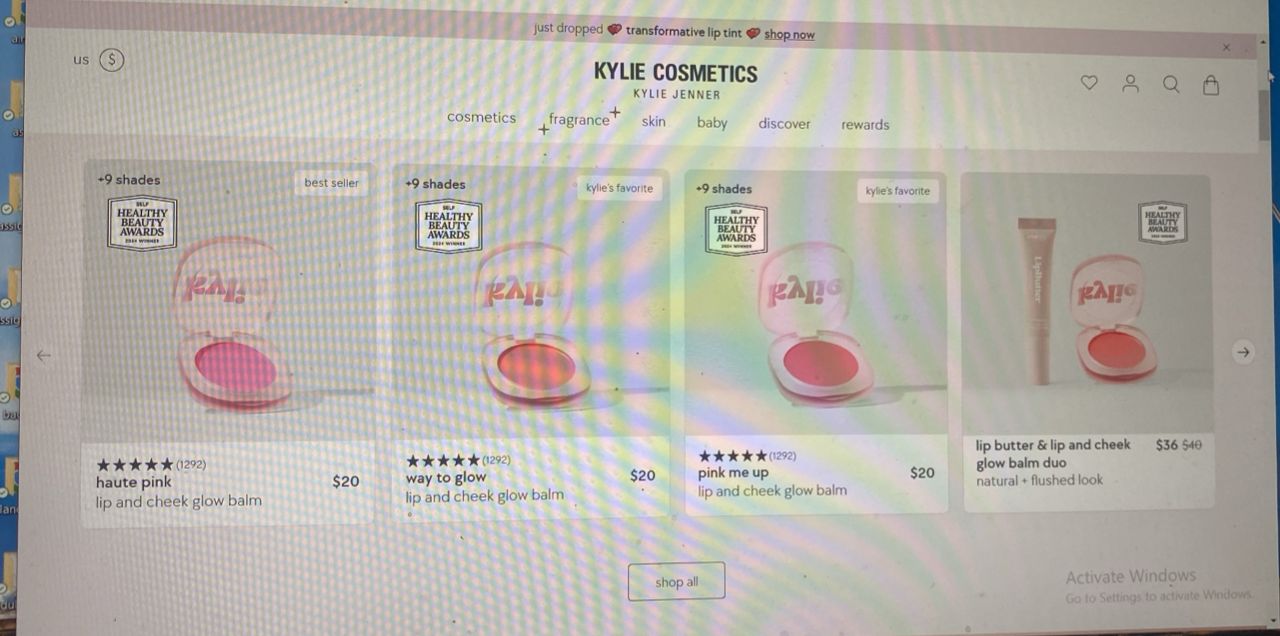 just dropped transformative lip tint shop now
us $
KYLIE COSMETICS
KYLIE JENNER
cosmetics fragrance skin baby discover rewards
+9 shades
best seller
SELF
HEALTHY
BEAUTY
AWARDS
2024 WINNER
kylie
★★★★★(1292)
haute pink
$20
lip and cheek glow balm
+9 shades
kylie's favorite
SELF
HEALTHY
BEAUTY
AWARDS
2024 WINNER
kylie
★★★★★(1292)
way to glow
$20
lip and cheek glow balm
+9 shades
kylie's favorite
SELF
HEALTHY
BEAUTY
AWARDS
2024 WINNER
kylie
★★★★★(1292)
pink me up
$20
lip and cheek glow balm
SELF
HEALTHY
BEAUTY
AWARDS
Lip Butter
kylie
lip butter & lip and cheek
glow balm duo
$36 $40
natural + flushed look
shop all
Activate Windows
Go to Settings to activate Windows.